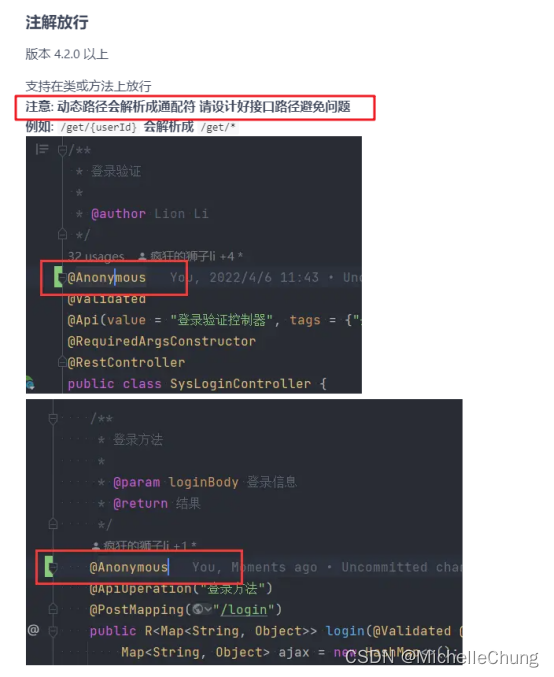 注解放行
版本 4.2.0 以上
支持在类或方法上放行
注意: 动态路径会解析成通配符 请设计好接口路径避免问题
例如: /get/{userId} 会解析成 /get/*
/**
* 登录验证
*
* @author Lion Li
*/
32 usages 疯狂的狮子li +4 *
@Anonymous You, 2022/4/6 11:43 • Unc
@Validated
@Api(value = "登录验证控制器", tags = {"
@RequiredArgsConstructor
@RestController
public class SysLoginController {
/**
* 登录方法
*
* @param loginBody 登录信息
* @return 结果
*/
疯狂的狮子li +1 *
@Anonymous You, Moments ago • Uncommitted cha
@ApiOperation("登录方法")
@PostMapping("/login")
@ public R<Map<String, Object>> login(@Validated @
Map<String, Object> ajax = new HashMap<>();
CSDN @MichelleChung